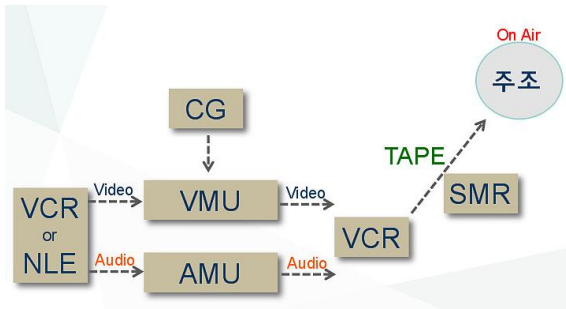 On Air
주조
CG
TAPE
Video
VMU
Video
SMR
VCR
or
NLE
VCR
Audio
AMU
Audio